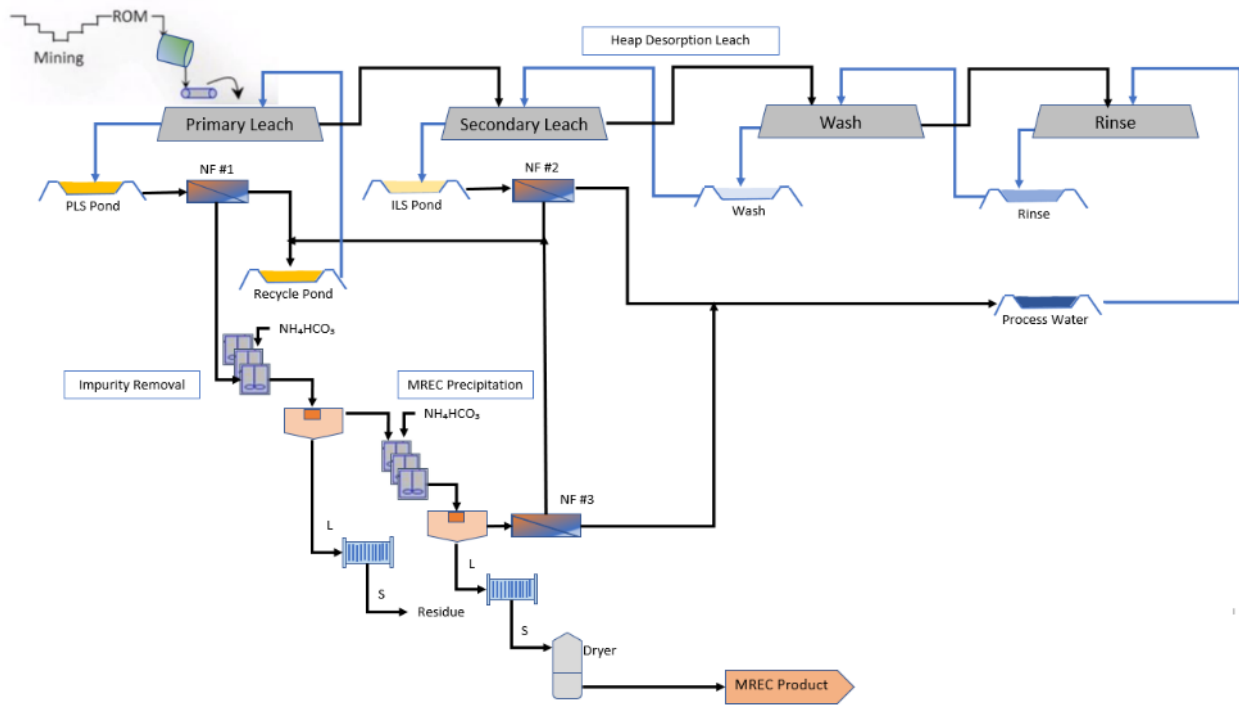 ROM
Mining
Heap Desorption Leach
Primary Leach
Secondary Leach
Wash
Rinse
NF #1
NF #2
PLS Pond
ILS Pond
Wash
Rinse
Recycle Pond
Process Water
NH₄HCO₃
Impurity Removal
MREC Precipitation
NH₄HCO₃
NF #3
L
L
S
Residue
S
Dryer
MREC Product